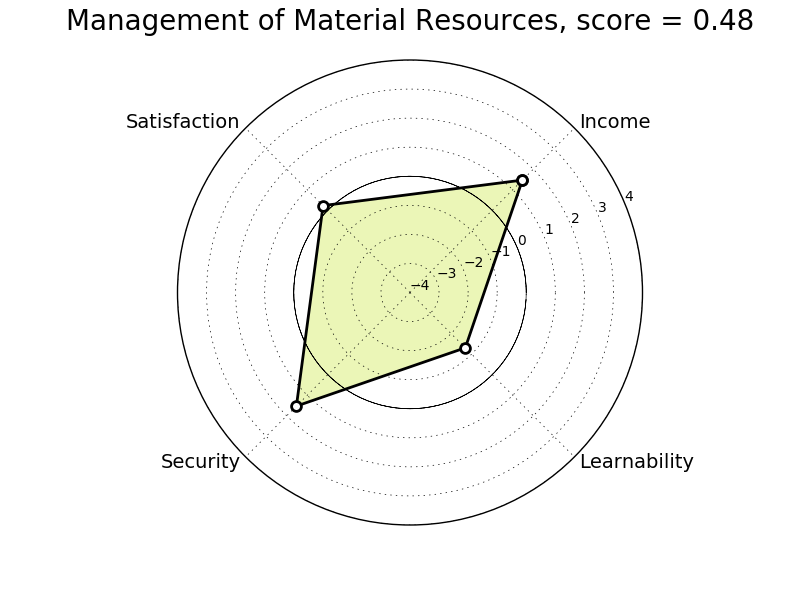 Management of Material Resources, score = 0.48
Satisfaction
Income
4
3
2
1
0
−1
−2
−3
−4
Security
Learnability